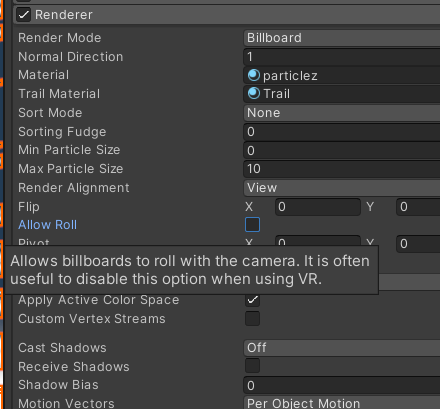 Renderer
Render Mode Billboard
Normal Direction 1
Material particlez
Trail Material Trail
Sort Mode None
Sorting Fudge 0
Min Particle Size 0
Max Particle Size 10
Render Alignment View
Flip X 0 Y 0
Allow Roll
Pivot X 0 Y 0
Allows billboards to roll with the camera. It is often
useful to disable this option when using VR.
Apply Active Color Space
Custom Vertex Streams
Cast Shadows Off
Receive Shadows
Shadow Bias 0
Motion Vectors Per Object Motion